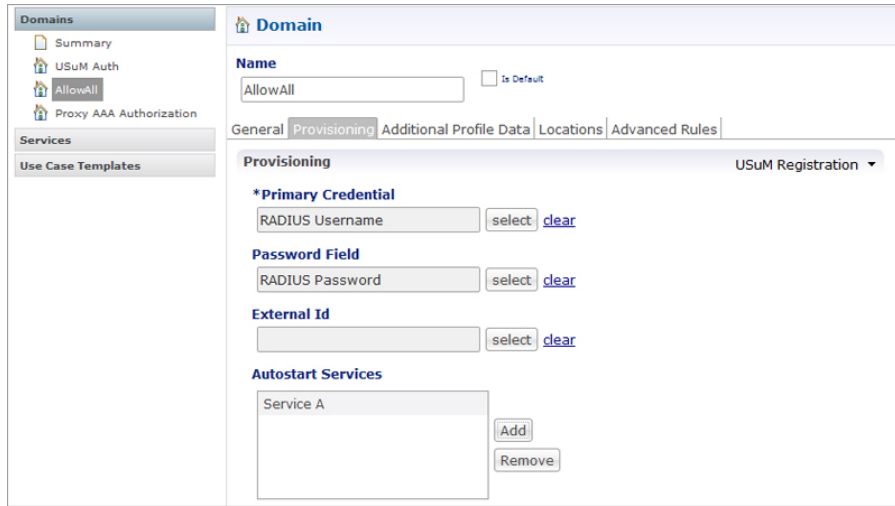 Domains
Summary
USuM Auth
AllowAll
Proxy AAA Authorization
Services
Use Case Templates
Domain
Name
AllowAll
Is Default
General Provisioning Additional Profile Data Locations Advanced Rules
Provisioning
USuM Registration
*Primary Credential
RADIUS Username select clear
Password Field
RADIUS Password select clear
External Id
select clear
Autostart Services
Service A
Add
Remove